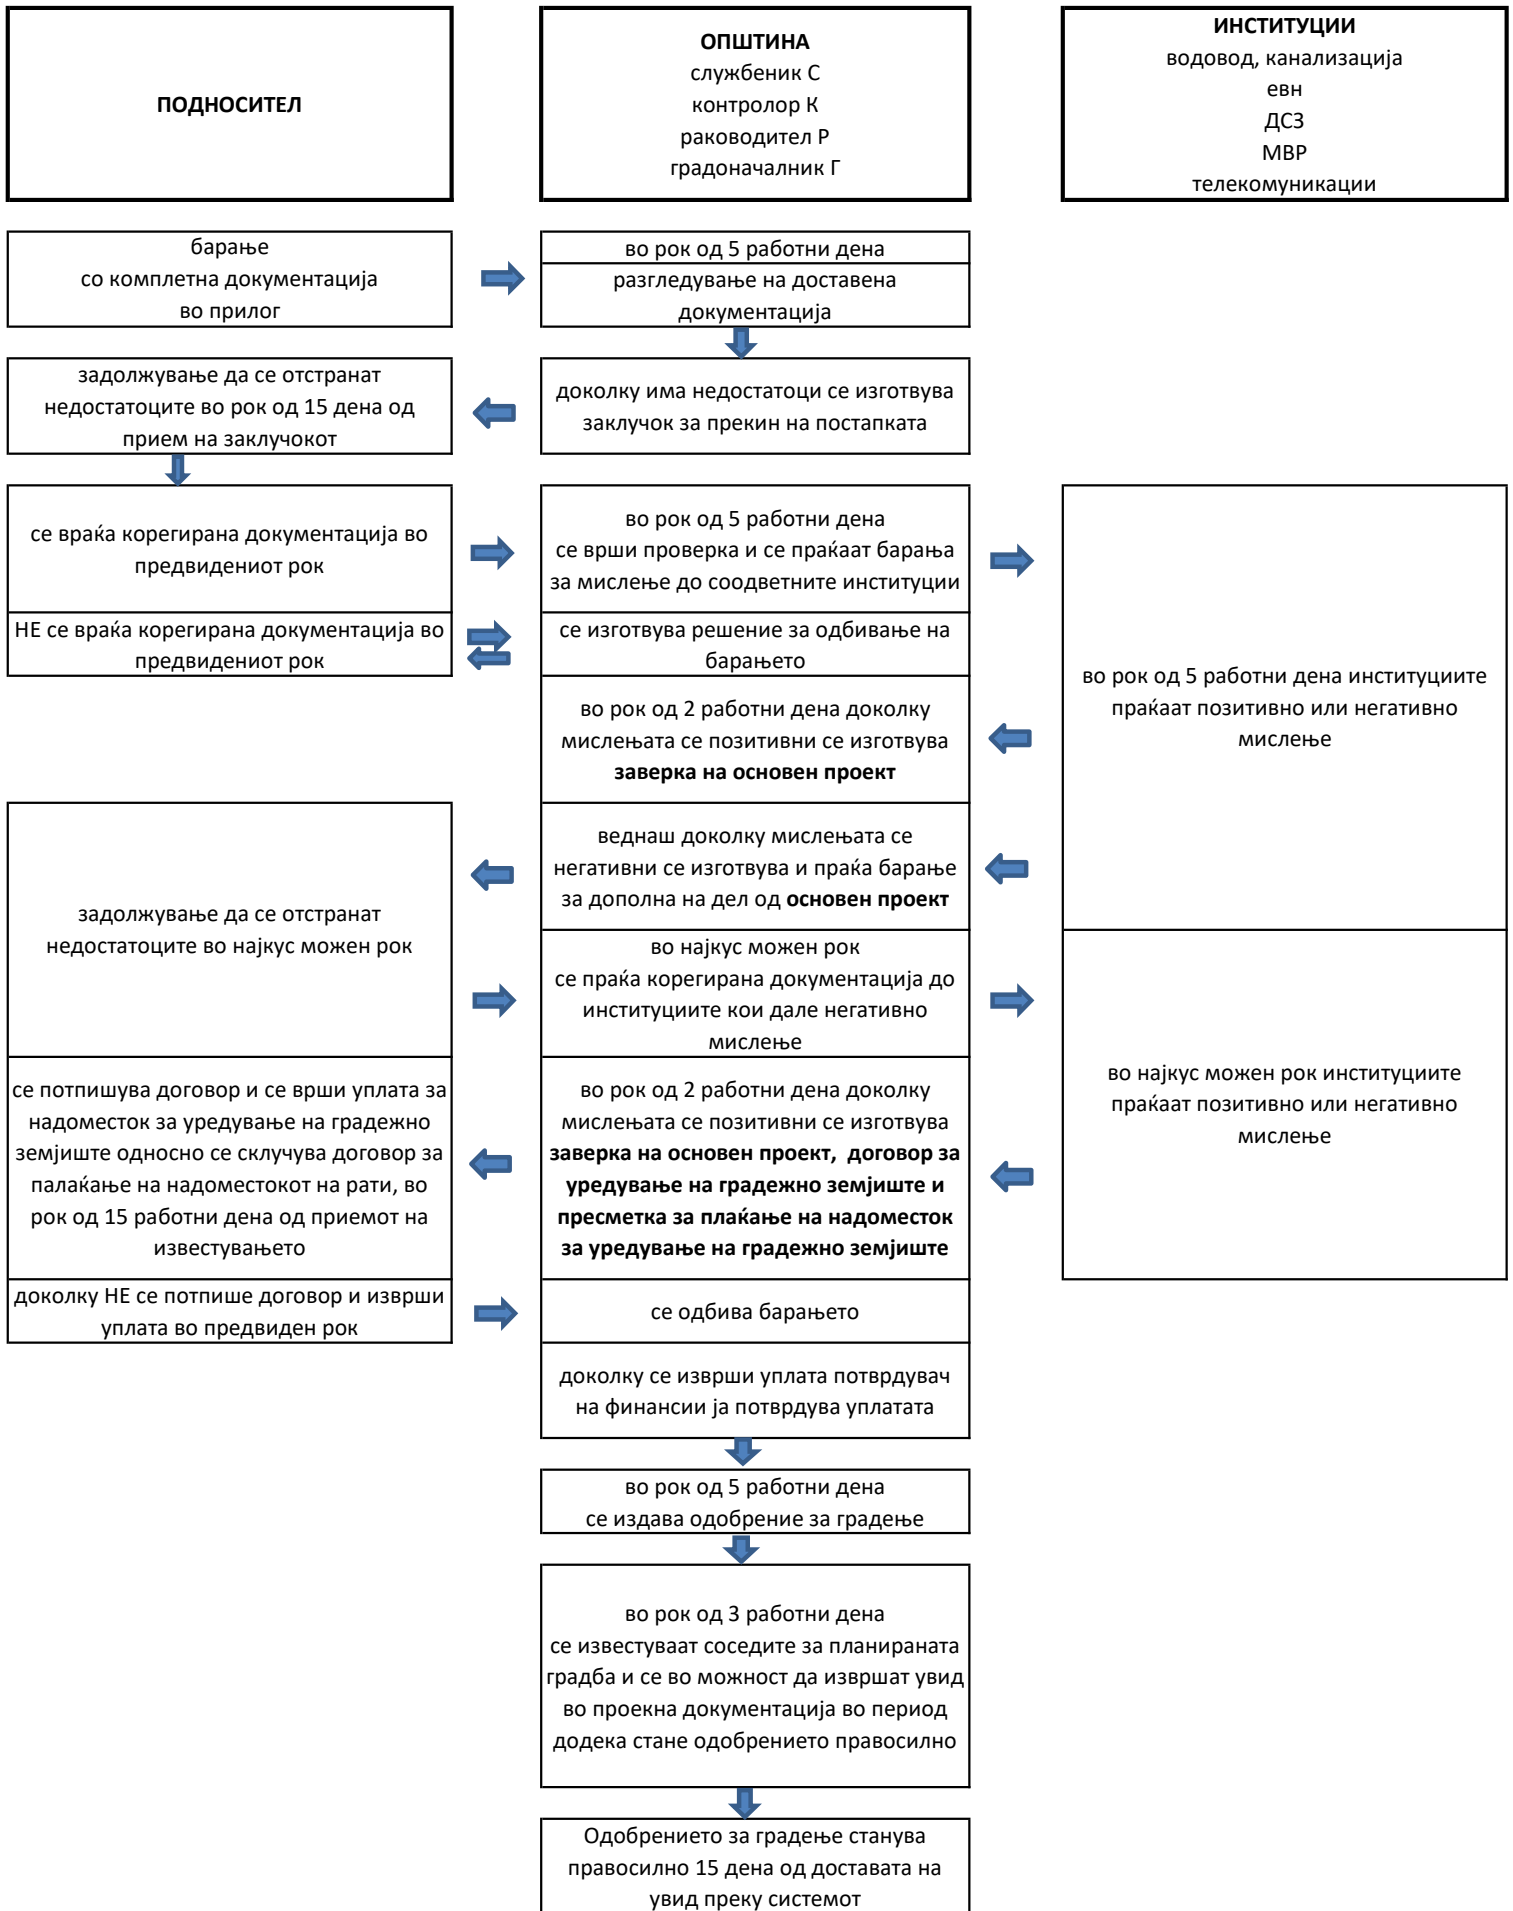 ПОДНОСИТЕЛ
ОПШТИНА
службеник С
контролор К
раководител Р
градоначалник Г
ИНСТИТУЦИИ
водовод, канализација
евн
ДСЗ
МВР
телекомуникации
барање
со комплетна документација
во прилог
во рок од 5 работни дена
разгледување на доставена
документација
задолжување да се отстранат
недостатоците во рок од 15 дена од
прием на заклучокот
доколку има недостатоци се изготвува
заклучок за прекин на постапката
се враќа корегирана документација во
предвидениот рок
во рок од 5 работни дена
се врши проверка и се праќаат барања
за мислење до соодветните институции
НЕ се враќа корегирана документација во
предвидениот рок
се изготвува решение за одбивање на
барањето
во рок од 5 работни дена институциите
праќаат позитивно или негативно
мислење
во рок од 2 работни дена доколку
мислењата се позитивни се изготвува
заверка на основен проект
веднаш доколку мислењата се
негативни се изготвува и праќа барање
за дополна на дел од основен проект
задолжување да се отстранат
недостатоците во најкус можен рок
во најкус можен рок
се праќа корегирана документација до
институциите кои дале негативно
мислење
во најкус можен рок институциите
праќаат позитивно или негативно
мислење
се потпишува договор и се врши уплата за
надоместок за уредување на градежно
земјиште односно се склучува договор за
палаќање на надоместокот на рати, во
рок од 15 работни дена од приемот на
известувањето
во рок од 2 работни дена доколку
мислењата се позитивни се изготвува
заверка на основен проект, договор за
уредување на градежно земјиште и
пресметка за плаќање на надоместок
за уредување на градежно земјиште
доколку НЕ се потпише договор и изврши
уплата во предвиден рок
се одбива барањето
доколку се изврши уплата потврдувач
на финансии ја потврдува уплатата
во рок од 5 работни дена
се издава одобрение за градење
во рок од 3 работни дена
се известуваат соседите за планираната
градба и се во можност да извршат увид
во проекна документација во период
додека стане одобрението правосилно
Одобрението за градење станува
правосилно 15 дена од доставата на
увид преку системот